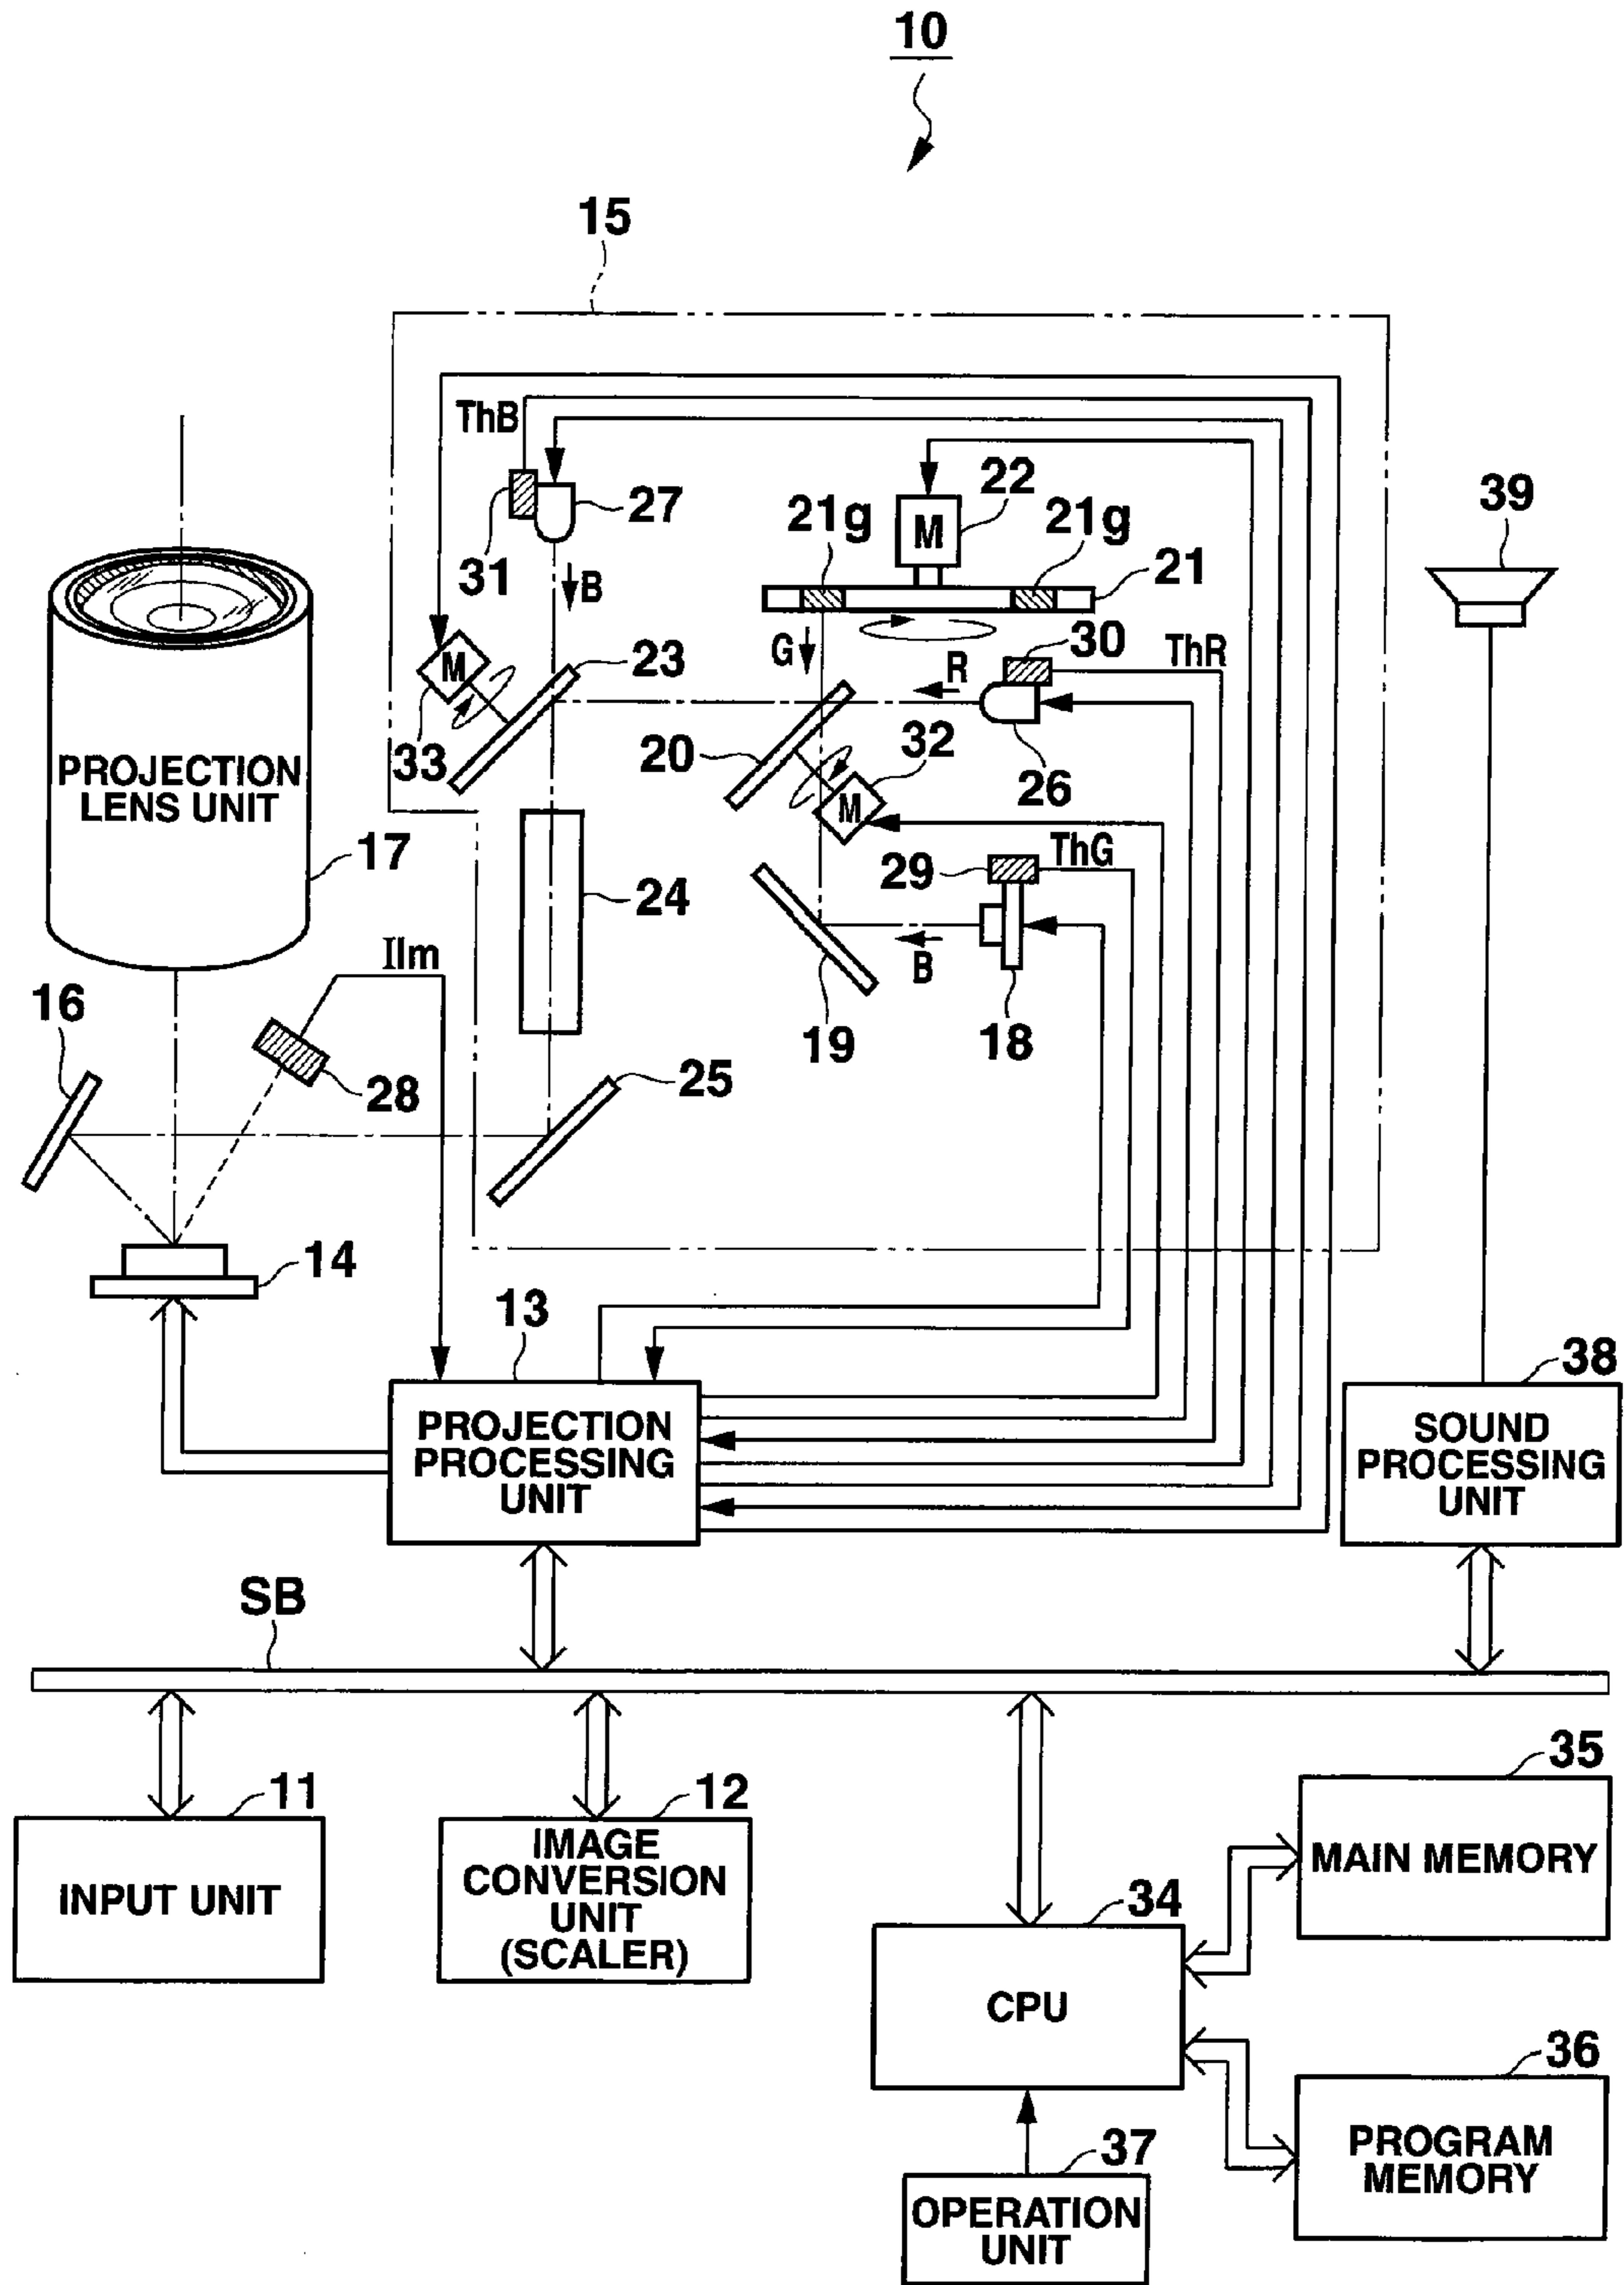 10
15
ThB
27
22
21g
M
21g
21
39
31
B
G
30
ThR
R
23
M
33
20
32
26
M
PROJECTION
LENS UNIT
17
24
29
ThG
B
19
18
IIm
16
28
25
14
13
PROJECTION
PROCESSING
UNIT
38
SOUND
PROCESSING
UNIT
SB
11
INPUT UNIT
12
IMAGE
CONVERSION
UNIT
(SCALER)
35
MAIN MEMORY
34
CPU
36
PROGRAM
MEMORY
37
OPERATION
UNIT